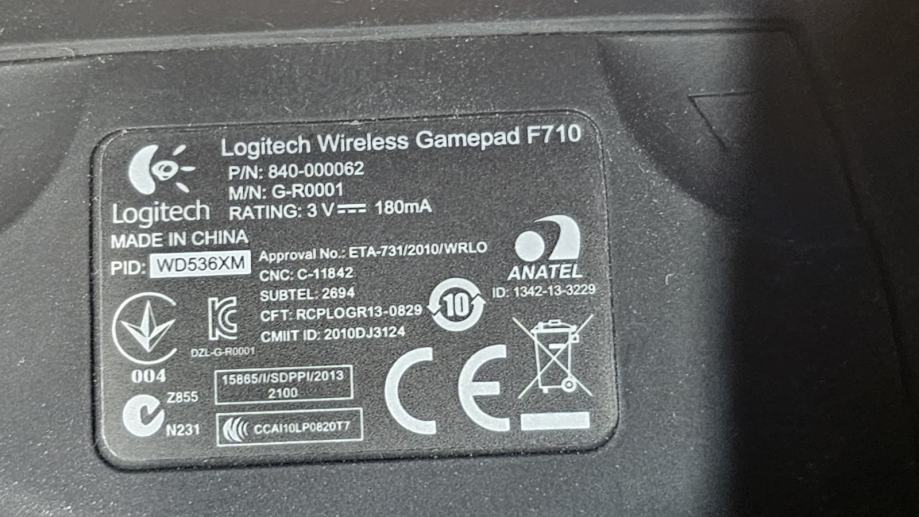 Logitech Wireless Gamepad F710
P/N: 840-000062
M/N: G-R0001
RATING: 3 V⎓ 180mA
Logitech
MADE IN CHINA
PID: WD536XM
Approval No.: ETA-731/2010/WRLO
CNC: C-11842
SUBTEL: 2694
CFT: RCPLOGR13-0829
CMIIT ID: 2010DJ3124
10
ANATEL
ID: 1342-13-3229
DZL-G-R0001
004
Z855
N231
15865/I/SDPPI/2013
2100
CCAI10LP0820T7
CE